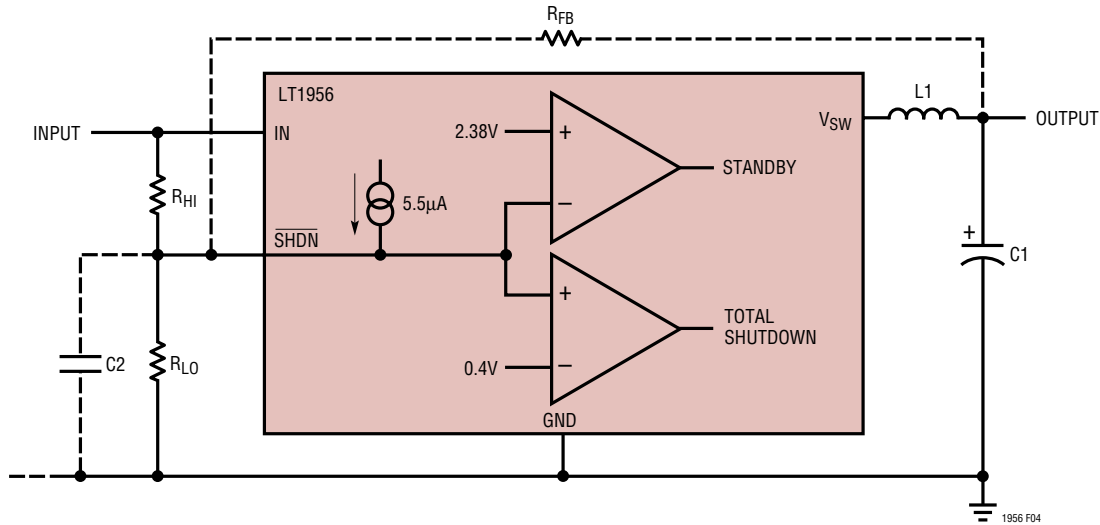 RFB
LT1956
L1
INPUT
IN
2.38V
+
VSW
OUTPUT
STANDBY
RHI
5.5µA
–
SHDN
+
C1
+
TOTAL
SHUTDOWN
C2
RLO
0.4V
–
GND
1956 F04